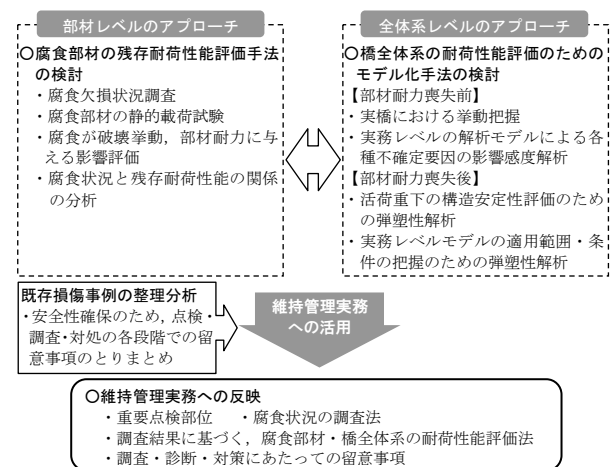 部材レベルのアプローチ
〇腐食部材の残存耐荷性能評価手法
の検討
・腐食欠損状況調査
・腐食部材の静的載荷試験
・腐食が破壊挙動，部材耐力に与
える影響評価
・腐食状況と残存耐荷性能の関係
の分析
全体系レベルのアプローチ
〇橋全体系の耐荷性能評価のための
モデル化手法の検討
【部材耐力喪失前】
・実橋における挙動把握
・実務レベルの解析モデルによる各
種不確定要因の影響感度解析
【部材耐力喪失後】
・活荷重下の構造安定性評価のため
の弾塑性解析
・実務レベルモデルの適用範囲・条
件の把握のための弾塑性解析
既存損傷事例の整理分析
・安全性確保のため，点検・
調査・対処の各段階での留
意事項のとりまとめ
維持管理実務
への活用
〇維持管理実務への反映
・重要点検部位　・腐食状況の調査法
・調査結果に基づく，腐食部材・橋全体系の耐荷性能評価法
・調査・診断・対策にあたっての留意事項